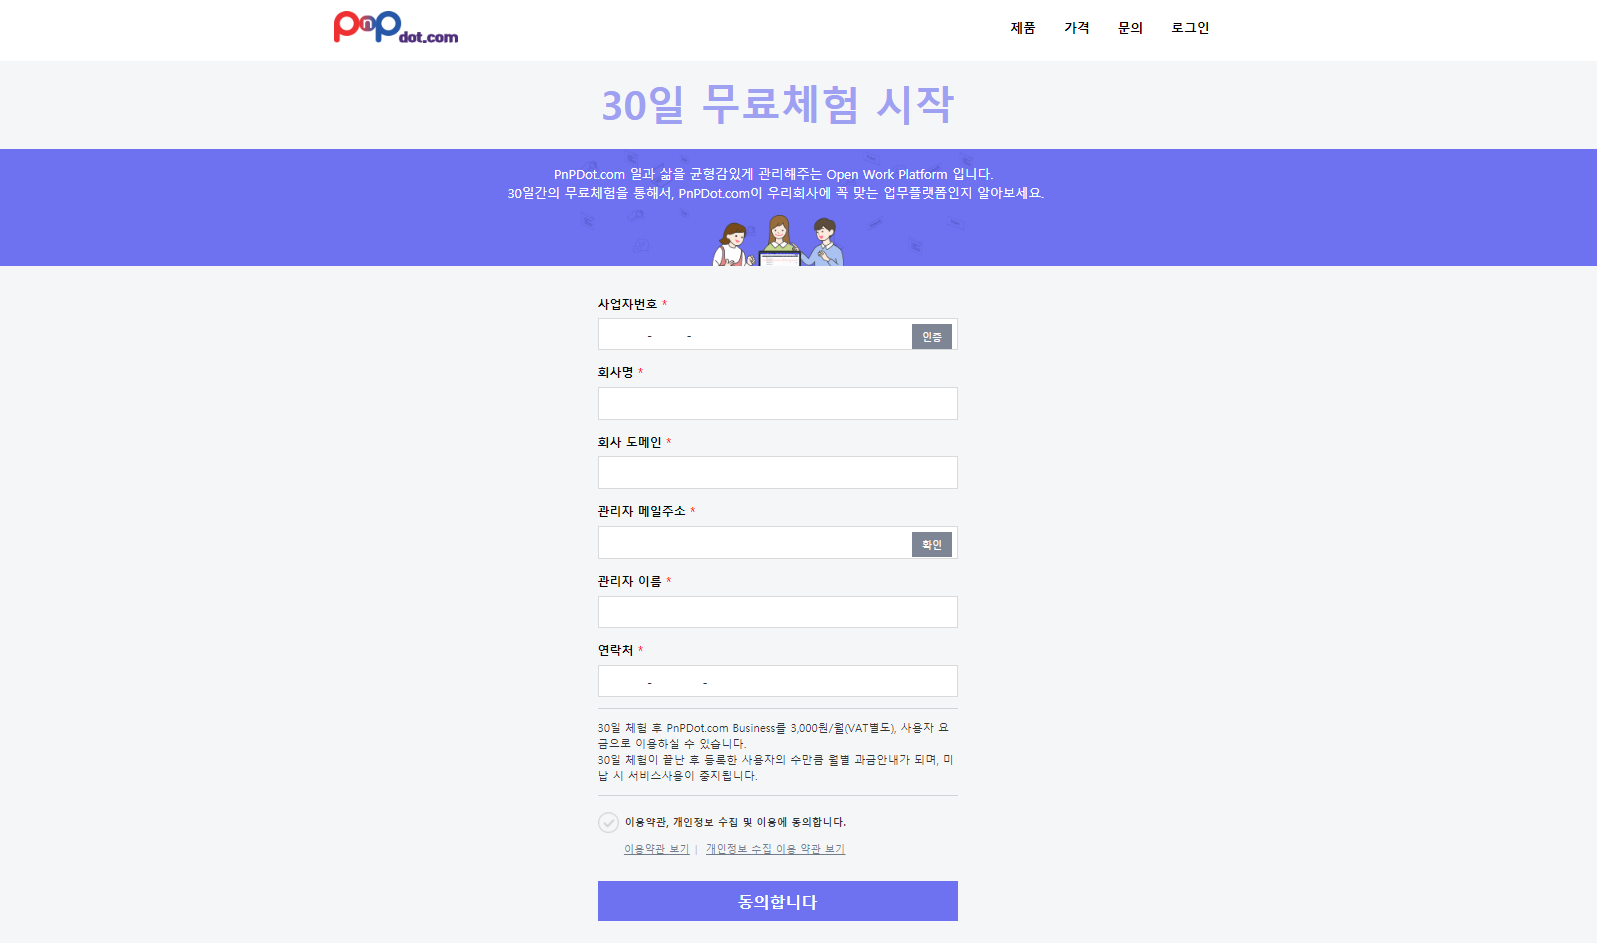 PnP dot.com
제품 가격 문의 로그인
30일 무료체험 시작
PnPDot.com 일과 삶을 균형감있게 관리해주는 Open Work Platform 입니다.
30일간의 무료체험을 통해서, PnPDot.com이 우리회사에 꼭 맞는 업무플랫폼인지 알아보세요.
사업자번호 *
- - 인증
회사명 *
회사 도메인 *
관리자 메일주소 *
확인
관리자 이름 *
연락처 *
- -
30일 체험 후 PnPDot.com Business를 3,000원/월(VAT별도), 사용자 요
금으로 이용하실 수 있습니다.
30일 체험이 끝난 후 등록한 사용자의 수만큼 월별 과금안내가 되며, 미
납 시 서비스사용이 중지됩니다.
이용약관, 개인정보 수집 및 이용에 동의합니다.
이용약관 보기 | 개인정보 수집 이용 약관 보기
동의합니다